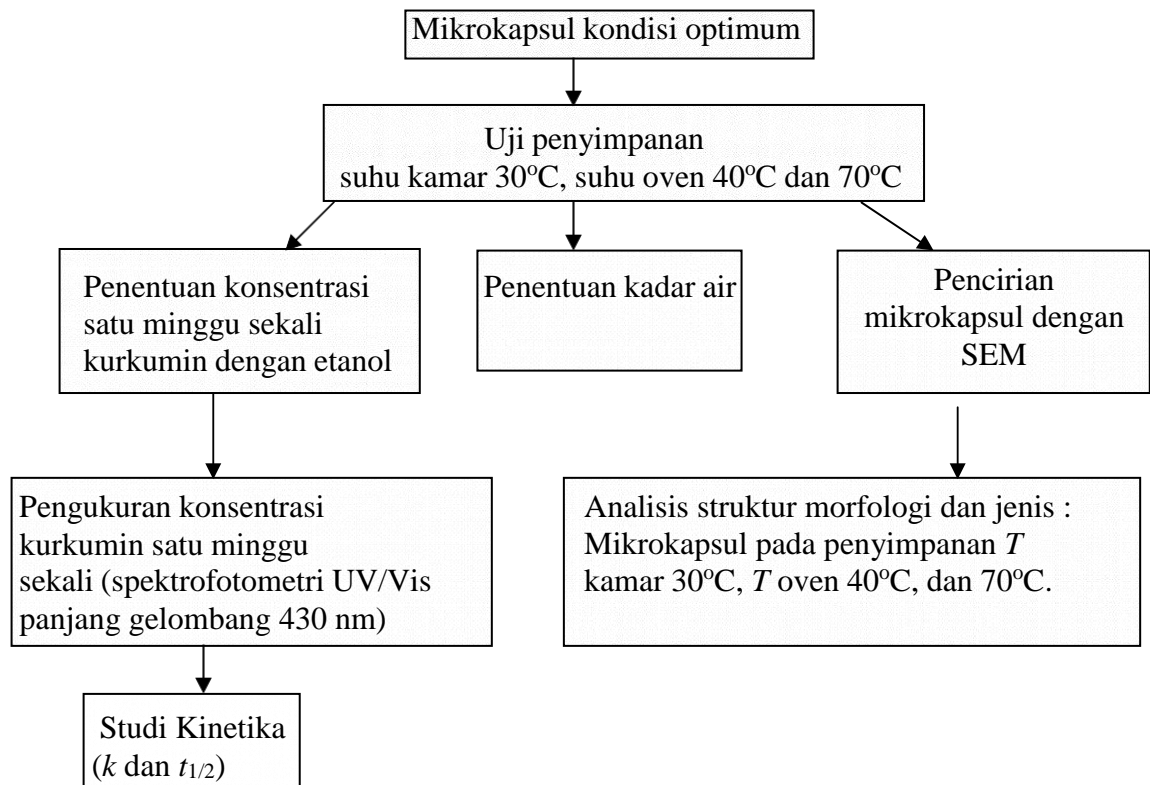 Mikrokapsul kondisi optimum
Uji penyimpanan
suhu kamar 30°C, suhu oven 40°C dan 70°C
Penentuan konsentrasi
satu minggu sekali
kurkumin dengan etanol
Penentuan kadar air
Pencirian
mikrokapsul dengan
SEM
Pengukuran konsentrasi
kurkumin satu minggu
sekali (spektrofotometri UV/Vis
panjang gelombang 430 nm)
Analisis struktur morfologi dan jenis :
Mikrokapsul pada penyimpanan T
kamar 30°C, T oven 40°C, dan 70°C.
Studi Kinetika
(k dan t1/2)